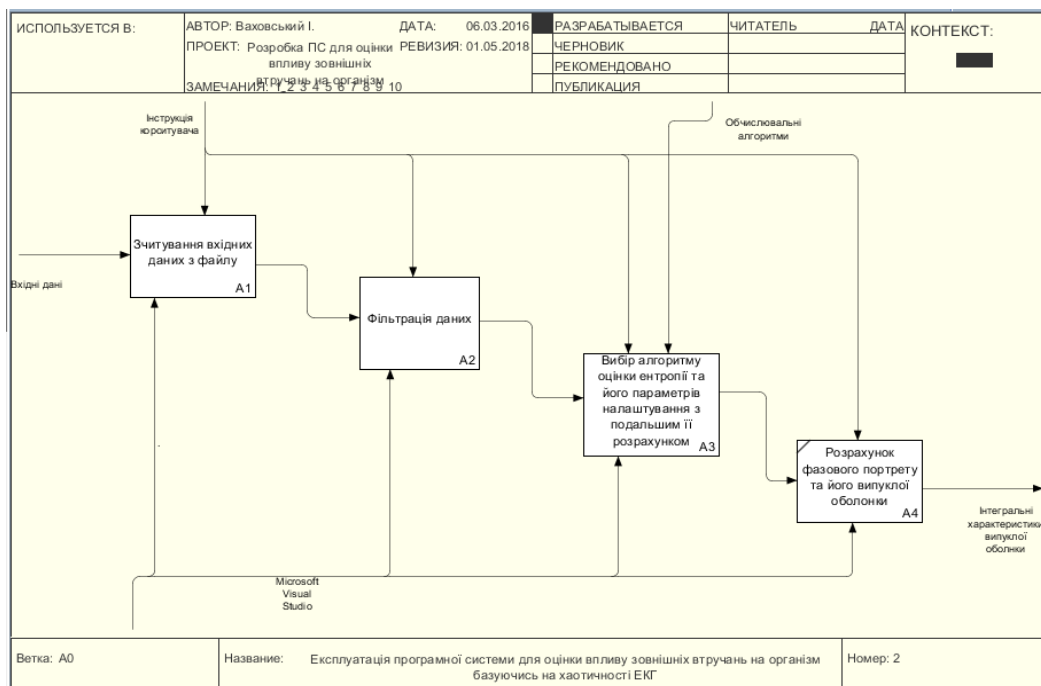 ИСПОЛЬЗУЕТСЯ В:
АВТОР: Ваховський І.
ДАТА:
06.03.2016
РАЗРАБАТЫВАЕТСЯ
ЧИТАТЕЛЬ
ДАТА
КОНТЕКСТ:
ПРОЕКТ: Розробка ПС для оцінки
впливу зовнішніх
втручань на організм
РЕВИЗИЯ: 01.05.2018
ЧЕРНОВИК
РЕКОМЕНДОВАНО
ЗАМЕЧАНИЯ: 1 2 3 4 5 6 7 8 9 10
ПУБЛИКАЦИЯ
Інструкція
короитувача
Обчислювальні
алгоритми
Зчитування вхідних
даних з файлу
A1
Вхідні дані
Фільтрація даних
A2
Вибір алгоритму
оцінки ентропії та
його параметрів
налаштування з
подальшим її
розрахунком
A3
Розрахунок
фазового портрету
та його випуклої
оболонки
A4
Інтегральні
характеристики
випуклої
оболнки
Microsoft
Visual
Studio
Ветка: A0
Название:
Експлуатація програмної системи для оцінки впливу зовнішніх втручань на організм
базуючись на хаотичності ЕКГ
Номер: 2